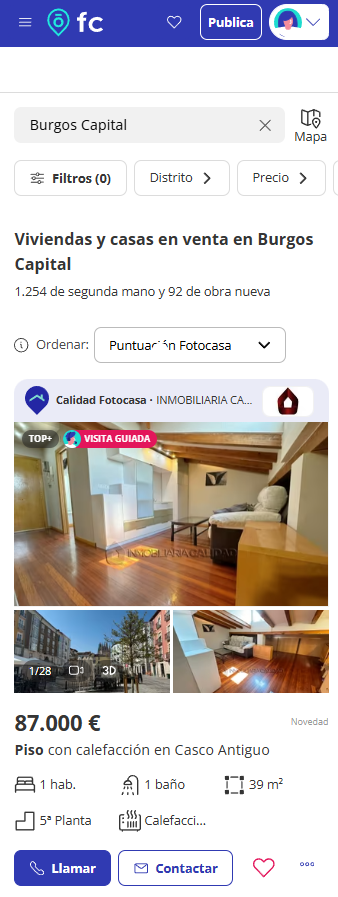 fc
Publica
Burgos Capital
Mapa
Filtros (0)
Distrito
Precio
Viviendas y casas en venta en Burgos
Capital
1.254 de segunda mano y 92 de obra nueva
Ordenar:
Puntuación Fotocasa
Calidad Fotocasa · INMOBILIARIA CA...
TOP+
VISITA GUIADA
INMOBILIARIA CALIDAD
1/28
3D
87.000 €
Novedad
Piso con calefacción en Casco Antiguo
1 hab.
1 baño
39 m²
5ª Planta
Calefacci...
Llamar
Contactar